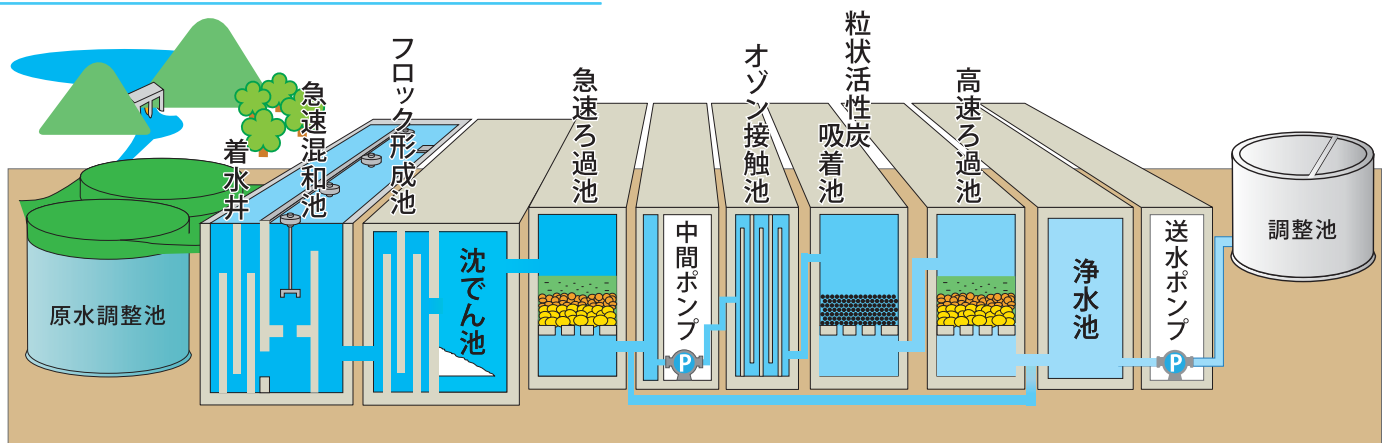 原水調整池
着水井
急速混和池
フロック形成池
沈でん池
急速ろ過池
中間ポンプ
P
オゾン接触池
粒状活性炭
吸着池
高速ろ過池
浄水池
送水ポンプ
P
調整池